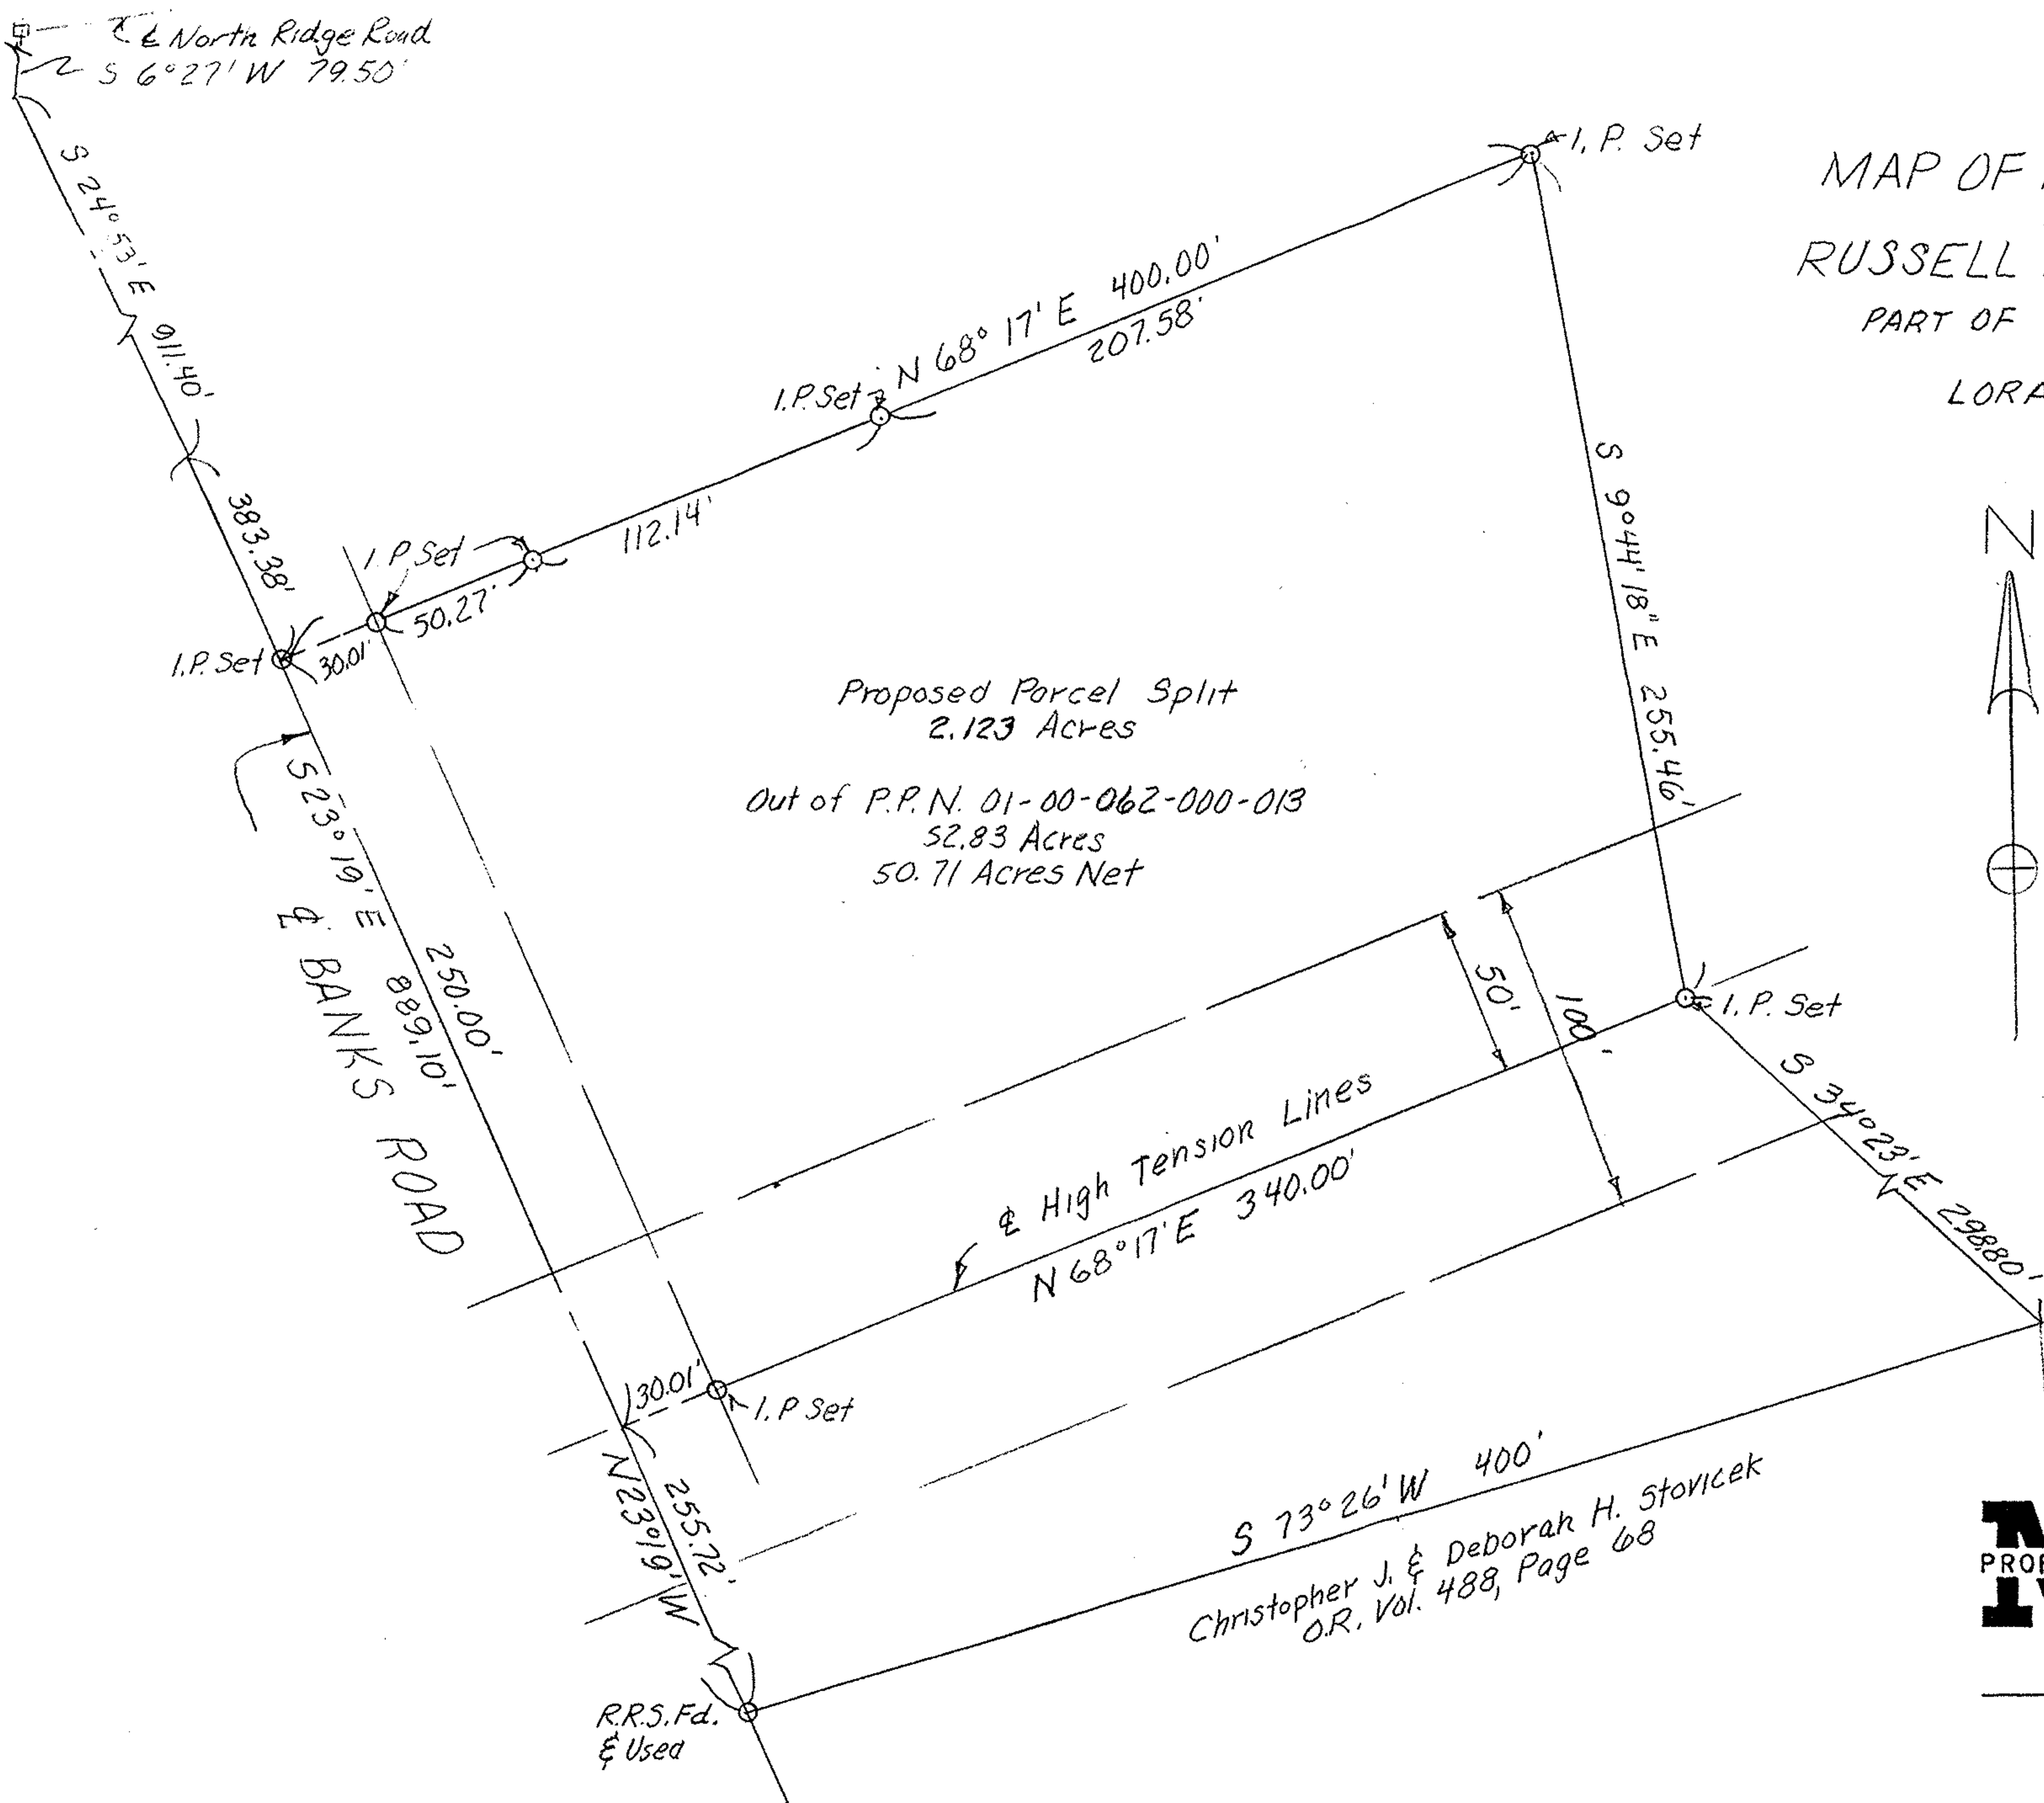 ℄ North Ridge Road
S 6°27' W 79.50'
S 24°53' E 911.40'
383.38'
I.P. Set
MAP OF
RUSSELL
PART OF
LORA
N
N 68° 17' E 400.00'
207.58'
I.P. Set
112.14'
I.P Set
50.27'
30.01'
I.P. Set
S 9°44'18" E 255.46'
Proposed Parcel Split
2.123 Acres
Out of P.P.N. 01-00-062-000-013
52.83 Acres
50.71 Acres Net
S 23°19' E 889.10'
250.00'
℄ BANKS ROAD
50'
100'
I.P. Set
S 34°23' E 298.80'
℄ High Tension Lines
N 68°17' E 340.00'
30.01'
I.P Set
255.72'
N 23°19' W
S 73°26' W 400'
Christopher J. & Deborah H. Stovicek
O.R. Vol. 488, Page 68
R.R.S. Fd.
& Used